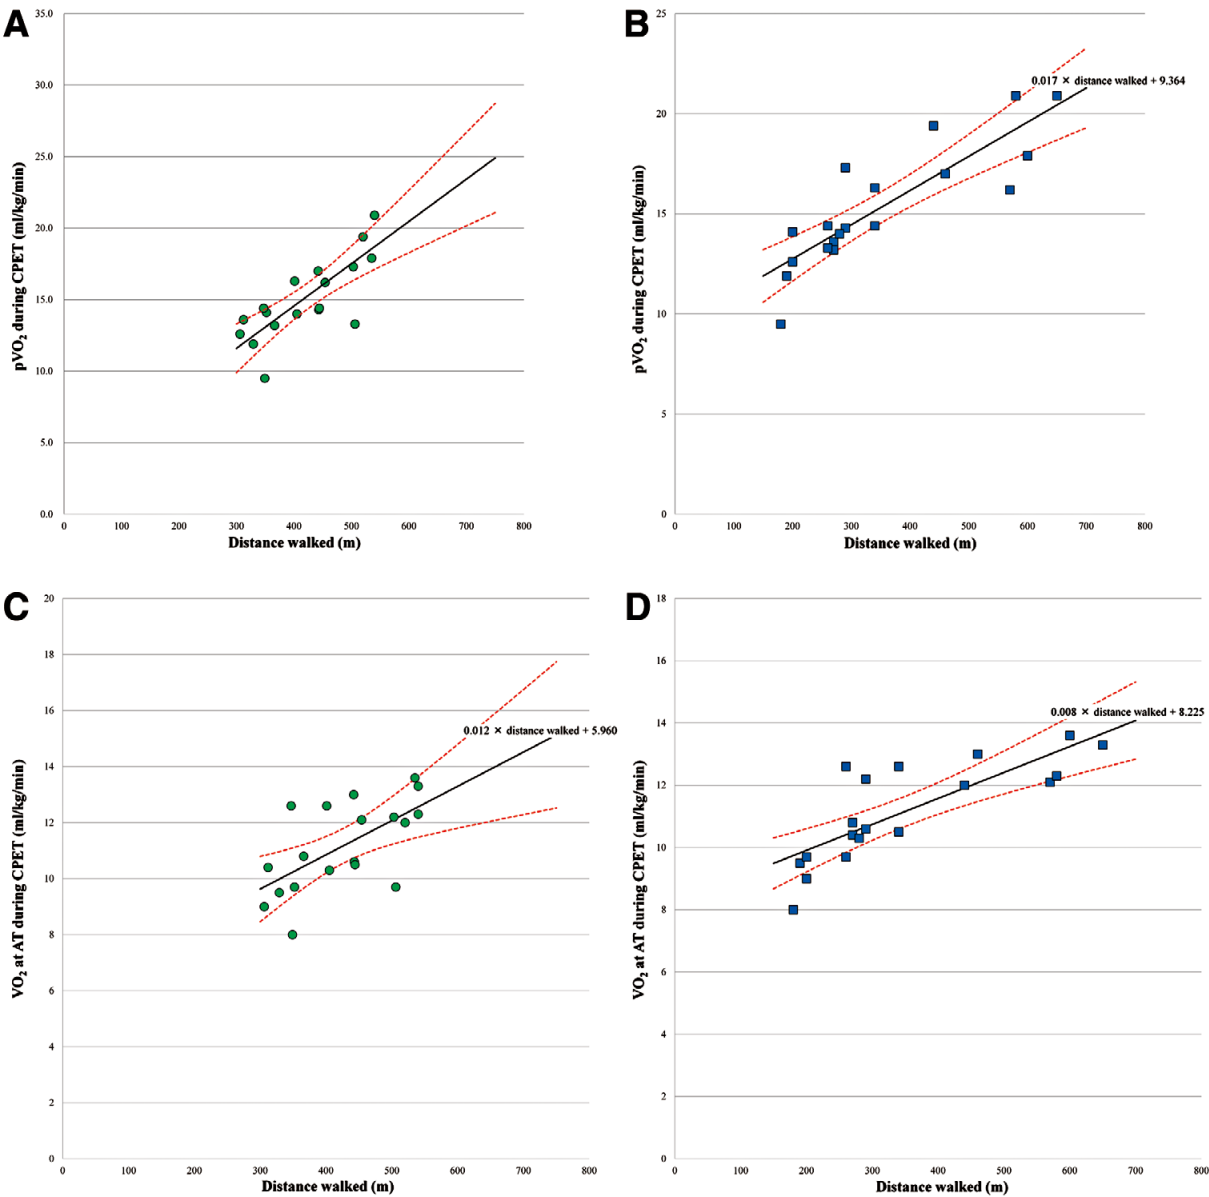 A
35.0
30.0
25.0
20.0
15.0
10.0
5.0
0.0
0 100 200 300 400 500 600 700 800
pVO2 during CPET (ml/kg/min)
Distance walked (m)
B
25
20
15
10
5
0
0 100 200 300 400 500 600 700 800
pVO2 during CPET (ml/kg/min)
Distance walked (m)
0.017 × distance walked + 9.364
C
20
18
16
14
12
10
8
6
4
2
0
0 100 200 300 400 500 600 700 800
VO2 at AT during CPET (ml/kg/min)
Distance walked (m)
0.012 × distance walked + 5.960
D
18
16
14
12
10
8
6
4
2
0
0 100 200 300 400 500 600 700 800
VO2 at AT during CPET (ml/kg/min)
Distance walked (m)
0.008 × distance walked + 8.225